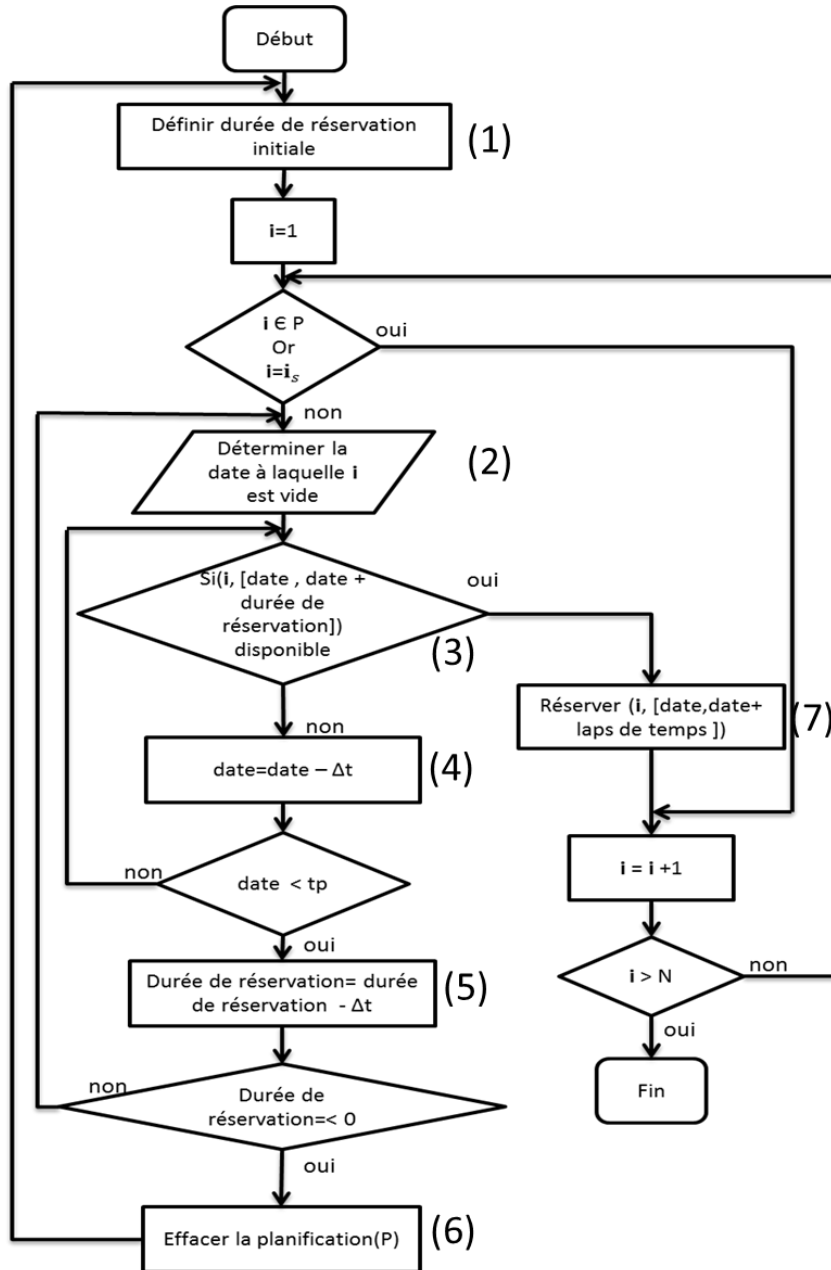 Début
Définir durée de réservation
initiale
(1)
i=1
i Є P
Or
i=iₛ
oui
non
Déterminer la
date à laquelle i
est vide
(2)
Si(i, [date , date +
durée de
réservation])
disponible
oui
(3)
non
Réserver (i, [date,date+
laps de temps ])
(7)
date=date – Δt
(4)
non
date < tp
oui
i = i +1
Durée de réservation= durée
de réservation - Δt
(5)
i > N
non
oui
non
Durée de
réservation=< 0
Fin
oui
Effacer la planification(P)
(6)